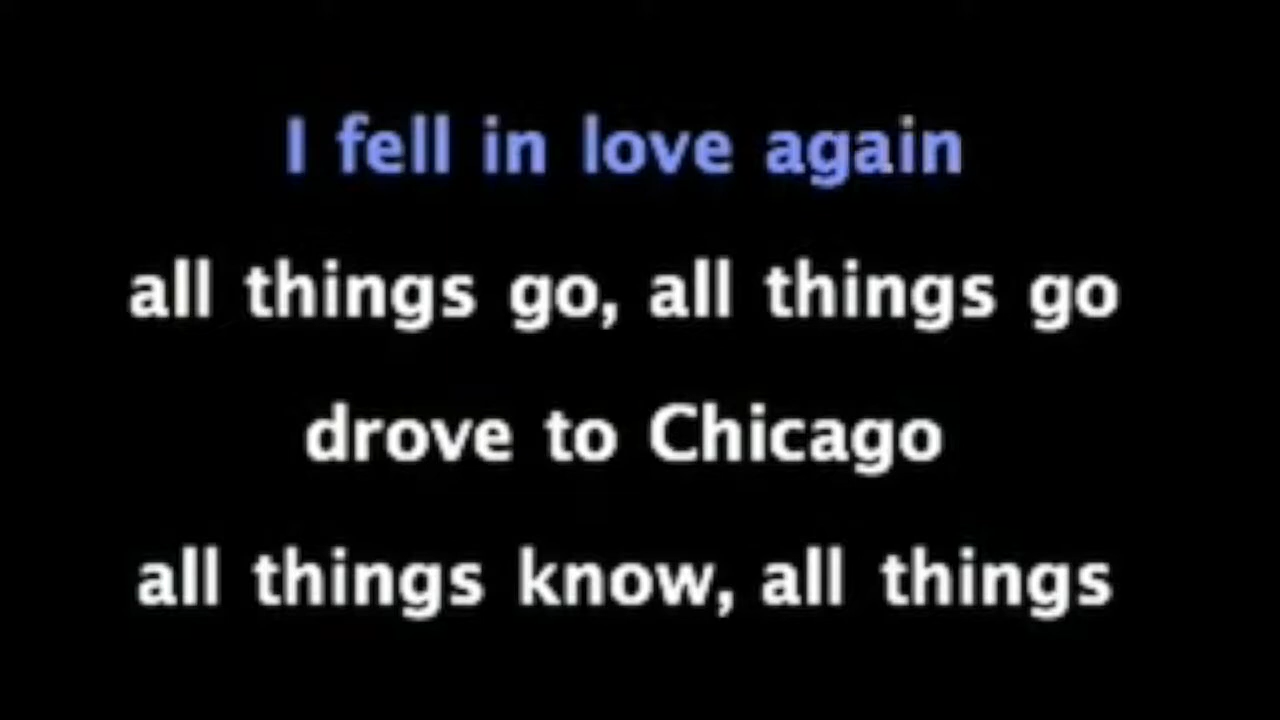 I fell in love again
all things go, all things go
drove to Chicago
all things know, all things